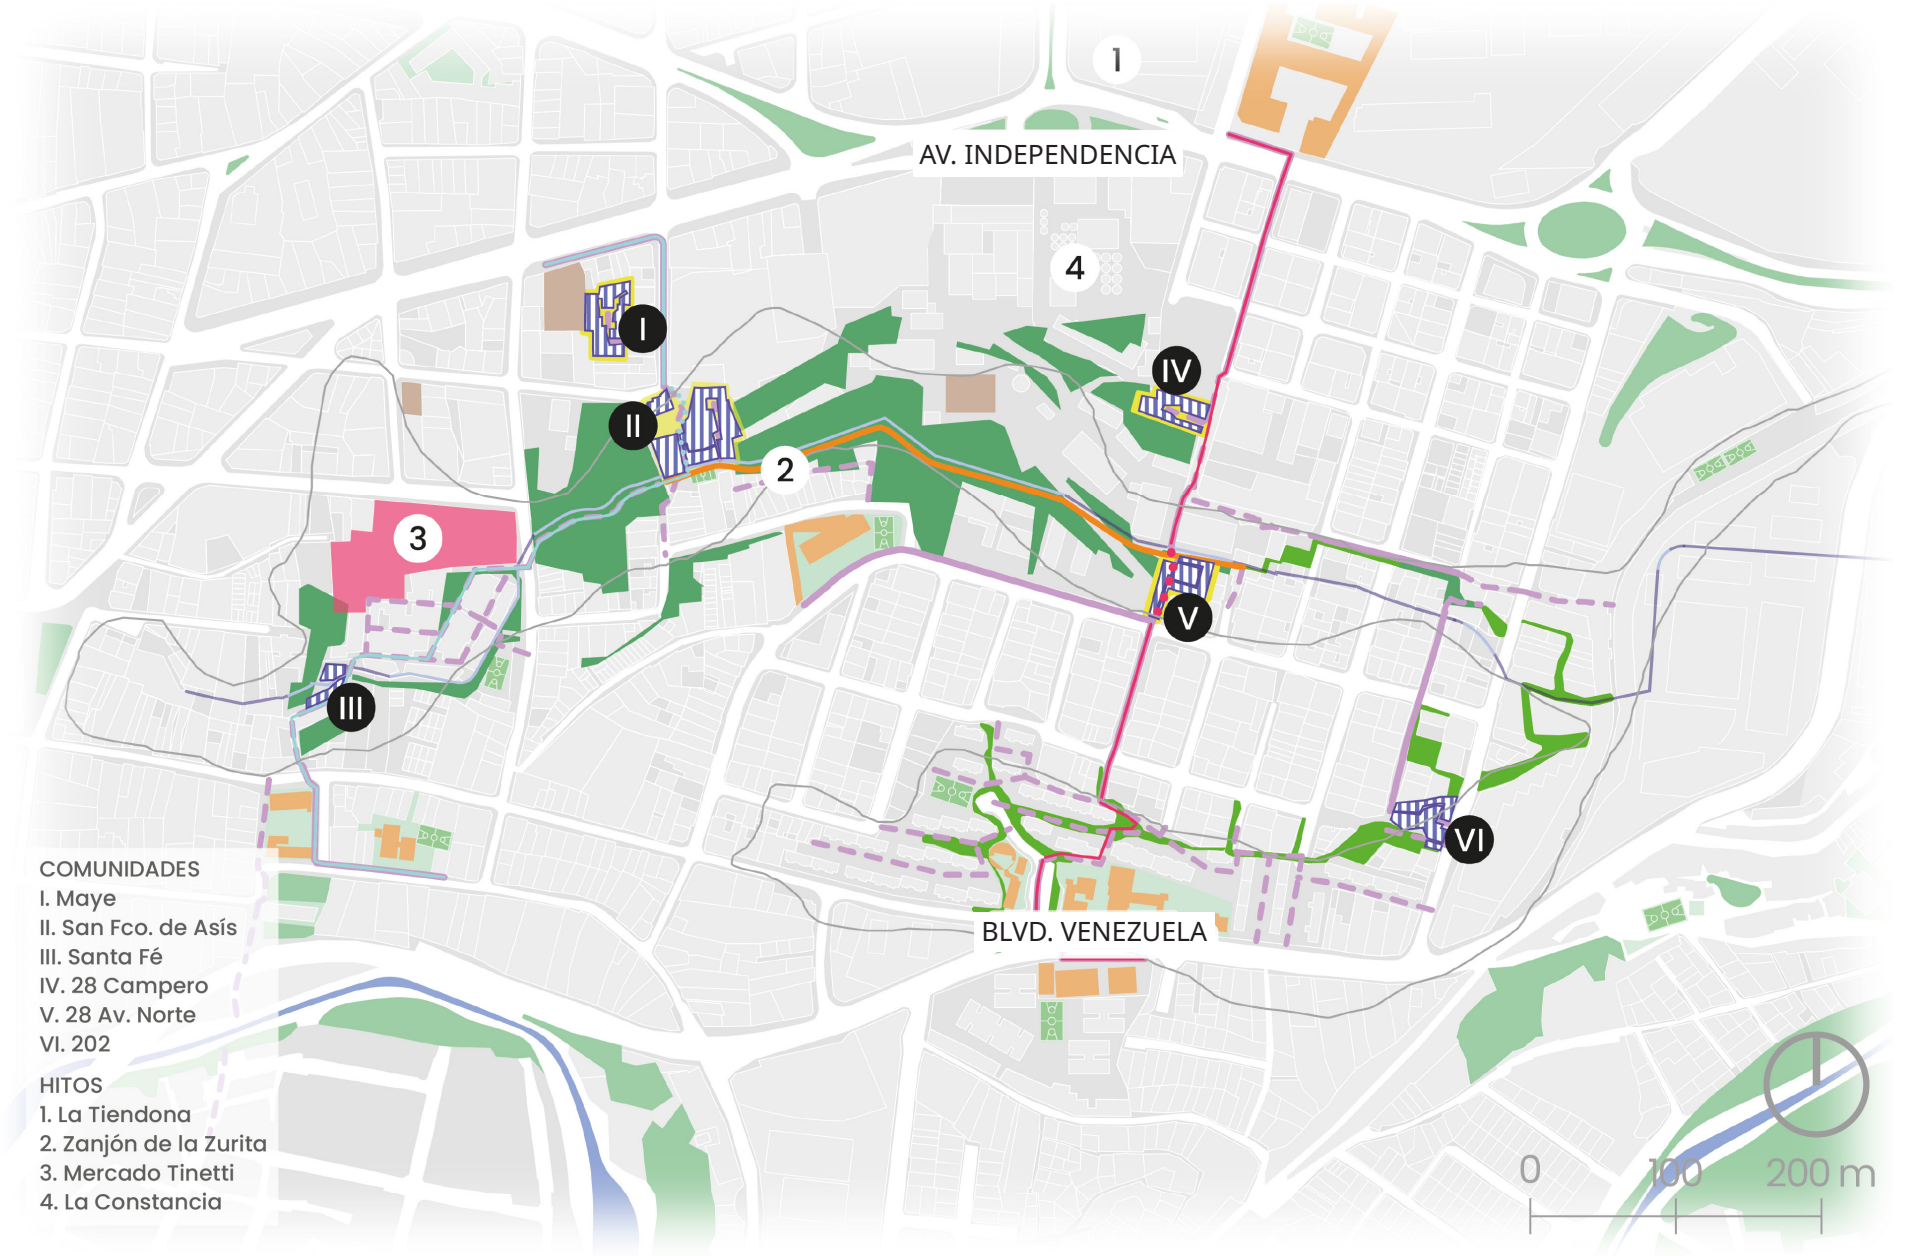 1
AV. INDEPENDENCIA
4
I
IV
II
2
3
V
III
VI
BLVD. VENEZUELA
COMUNIDADES
I. Maye
II. San Fco. de Asís
III. Santa Fé
IV. 28 Campero
V. 28 Av. Norte
VI. 202
HITOS
1. La Tiendona
2. Zanjón de la Zurita
3. Mercado Tinetti
4. La Constancia
0 100 200 m